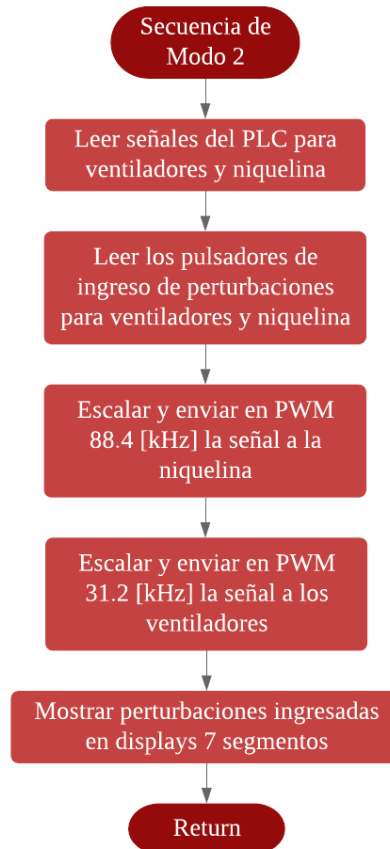 Secuencia de
Modo 2
Leer señales del PLC para
ventiladores y niquelina
Leer los pulsadores de
ingreso de perturbaciones
para ventiladores y niquelina
Escalar y enviar en PWM
88.4 [kHz] la señal a la
niquelina
Escalar y enviar en PWM
31.2 [kHz] la señal a los
ventiladores
Mostrar perturbaciones ingresadas
en displays 7 segmentos
Return